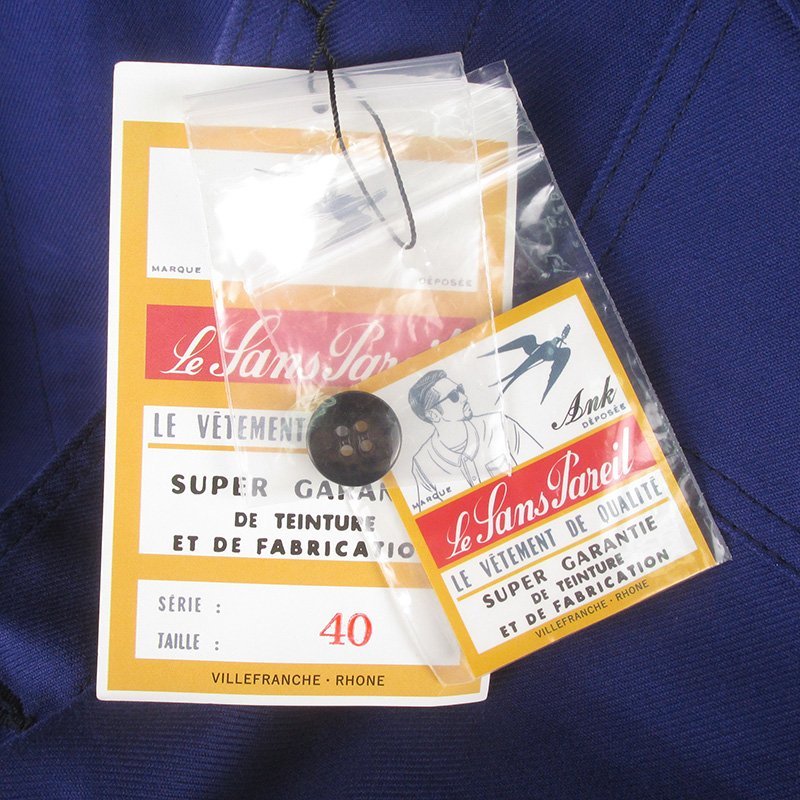 MARQUE DÉPOSÉE
Le Sans Pareil
LE VÊTEMENT
SUPER GARAN
DE TEINTURE
ET DE FABRICATIO
SÉRIE :
TAILLE : 40
VILLEFRANCHE · RHONE
Ank
DÉPOSÉE
MARQUE
Le Sans Pareil
LE VÊTEMENT DE QUALITÉ
SUPER GARANTIE
DE TEINTURE
ET DE FABRICATION
VILLEFRANCHE · RHONE